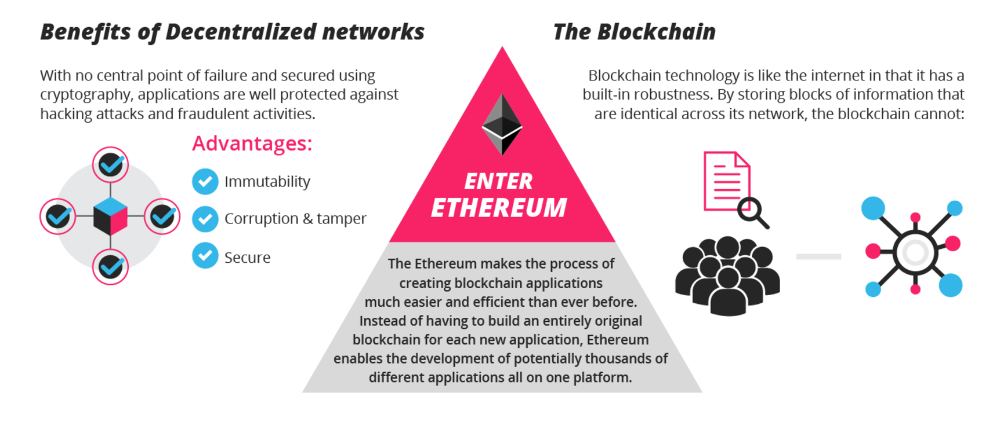 Benefits of Decentralized networks
With no central point of failure and secured using
cryptography, applications are well protected against
hacking attacks and fraudulent activities.
Advantages:
Immutability
Corruption & tamper
Secure
ENTER
ETHEREUM
The Ethereum makes the process of
creating blockchain applications
much easier and efficient than ever before.
Instead of having to build an entirely original
blockchain for each new application, Ethereum
enables the development of potentially thousands of
different applications all on one platform.
The Blockchain
Blockchain technology is like the internet in that it has a
built-in robustness. By storing blocks of information that
are identical across its network, the blockchain cannot: